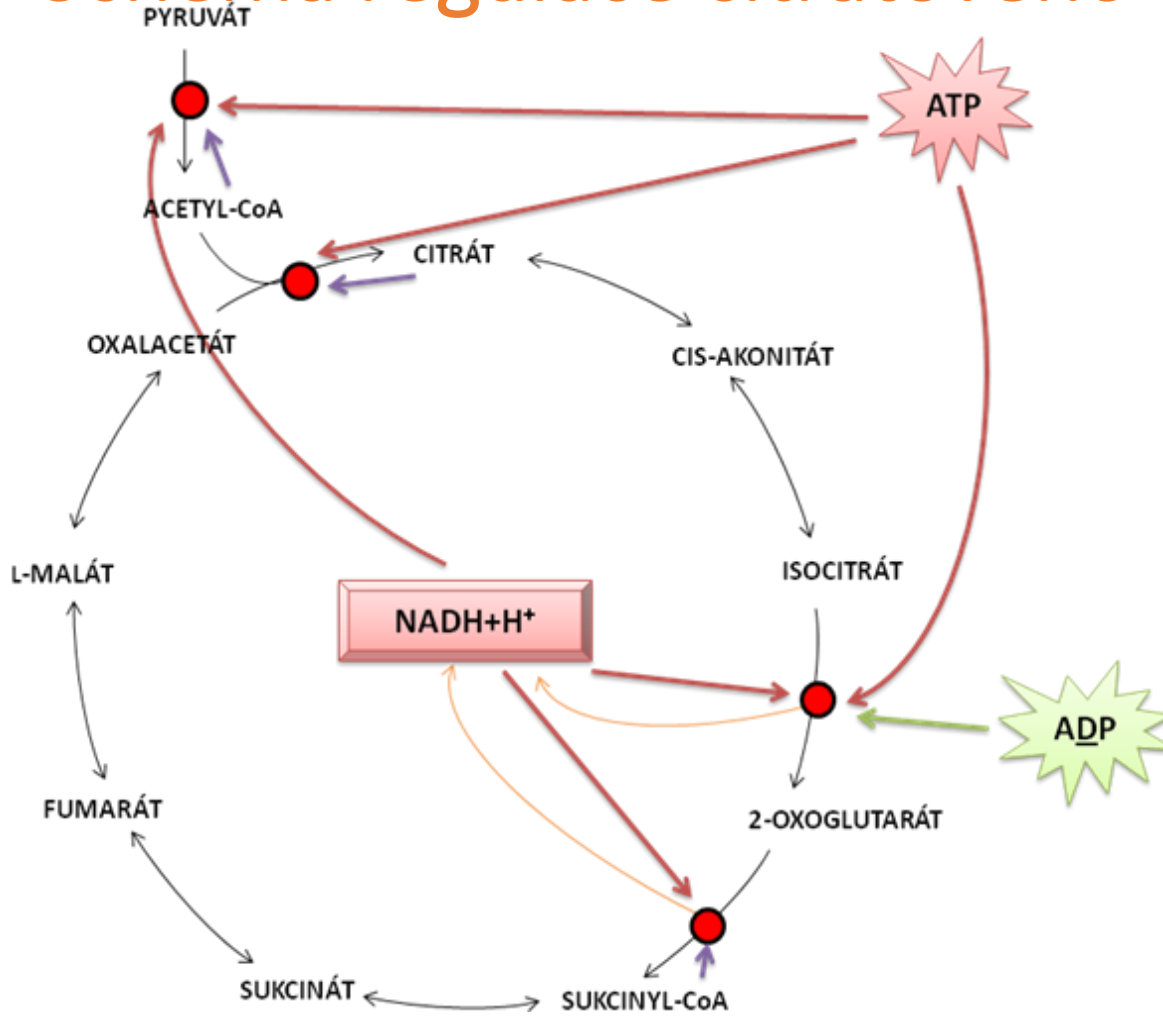 PYRUVÁT
ATP
ACETYL-CoA
CITRÁT
OXALACETÁT
CIS-AKONITÁT
L-MALÁT
ISOCITRÁT
NADH+H⁺
ADP
FUMARÁT
2-OXOGLUTARÁT
SUKCINÁT
SUKCINYL-CoA